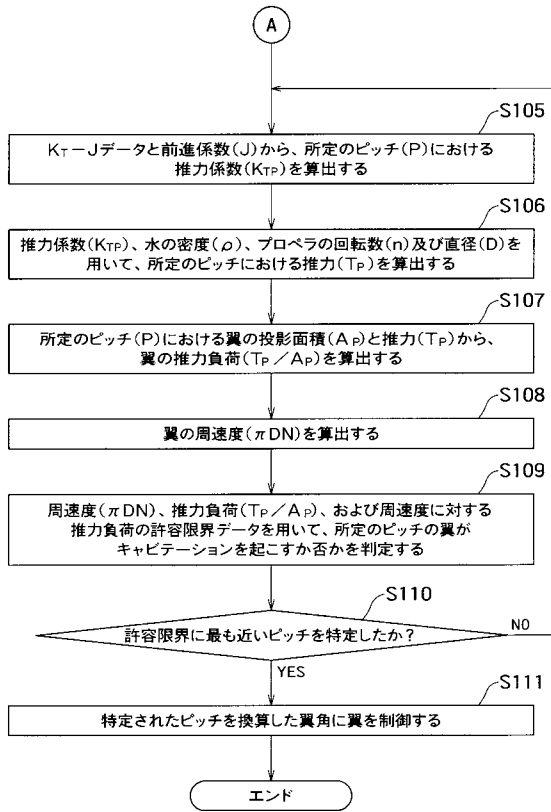 A
S105
KT－Jデータと前進係数(J)から、所定のピッチ(P)における
推力係数(KTP)を算出する
S106
推力係数(KTP)、水の密度(ρ)、プロペラの回転数(n)及び直径(D)を
用いて、所定のピッチにおける推力(TP)を算出する
S107
所定のピッチ(P)における翼の投影面積(AP)と推力(TP)から、
翼の推力負荷(TP／AP)を算出する
S108
翼の周速度(πDN)を算出する
S109
周速度(πDN)、推力負荷(TP／AP)、および周速度に対する
推力負荷の許容限界データを用いて、所定のピッチの翼が
キャビテーションを起こすか否かを判定する
S110
許容限界に最も近いピッチを特定したか？
NO
YES
S111
特定されたピッチを換算した翼角に翼を制御する
エンド